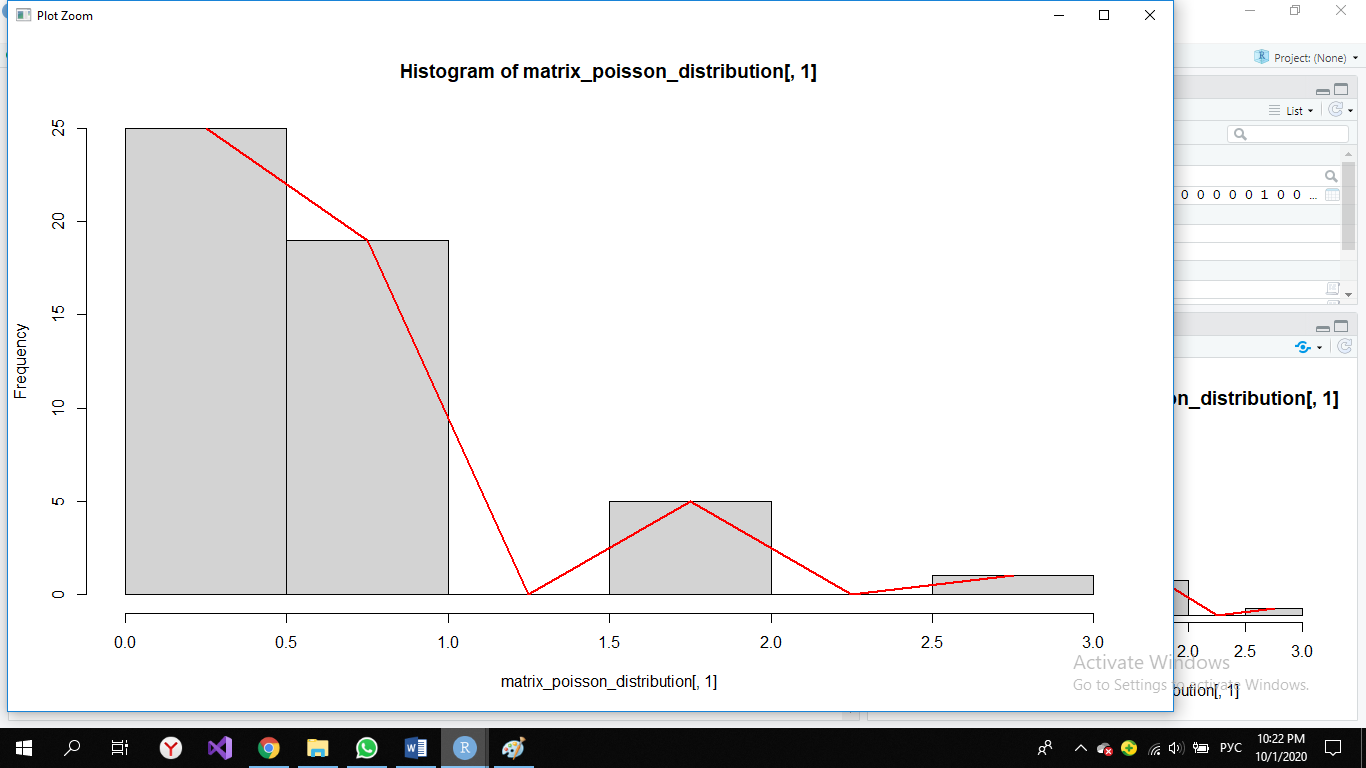 Plot Zoom
Project: (None)
Histogram of matrix_poisson_distribution[, 1]
List
0 0 0 0 0 1 0 0 ...
Frequency
25
20
15
10
5
0
0.0 0.5 1.0 1.5 2.0 2.5 3.0
matrix_poisson_distribution[, 1]
n_distribution[, 1]
2.0 2.5 3.0
bution[, 1]
Activate Windows
Go to Settings to activate Windows.
РУС
10:22 PM
10/1/2020